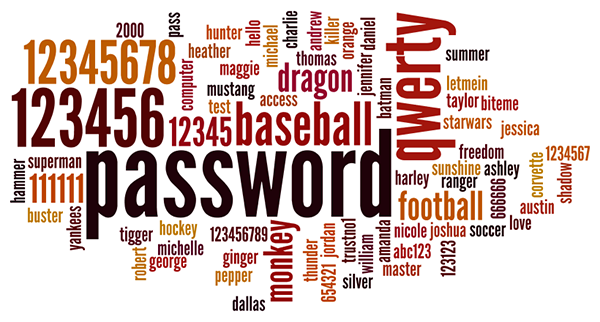 2000
pass
hunter
hello
michael
charlie
andrew
killer
orange
jennifer
daniel
qwerty
summer
12345678
computer
heather
maggie
thomas
dragon
batman
letmein
mustang
access
test
taylor
biteme
starwars
jessica
123456
12345
baseball
password
hammer
superman
111111
buster
yankees
freedom
sunshine
ashley
harley
ranger
666666
corvette
1234567
shadow
football
austin
love
tigger
hockey
robert
michelle
george
123456789
ginger
pepper
dallas
monkey
thunder
jordan
654321
trustno1
silver
william
amanda
nicole
joshua
soccer
abc123
master
123123